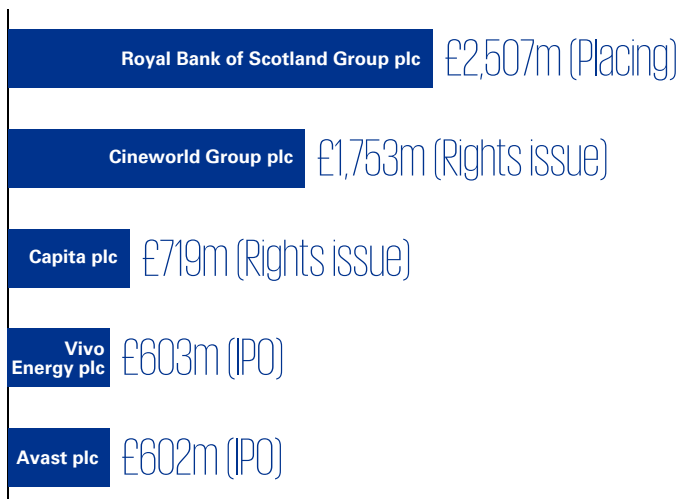 Royal Bank of Scotland Group plc £2,507m (Placing)
Cineworld Group plc £1,753m (Rights issue)
Capita plc £719m (Rights issue)
Vivo
Energy plc £603m (IPO)
Avast plc £602m (IPO)